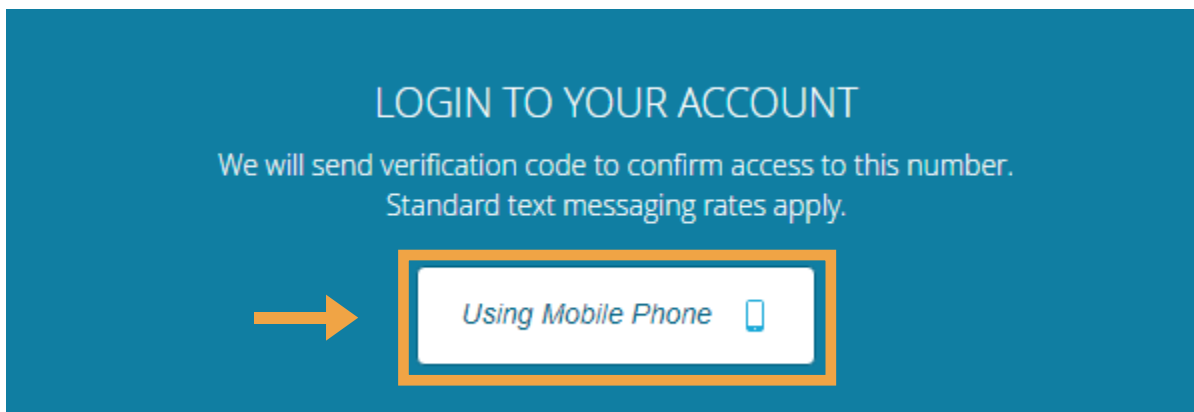 LOGIN TO YOUR ACCOUNT
We will send verification code to confirm access to this number.
Standard text messaging rates apply.
Using Mobile Phone